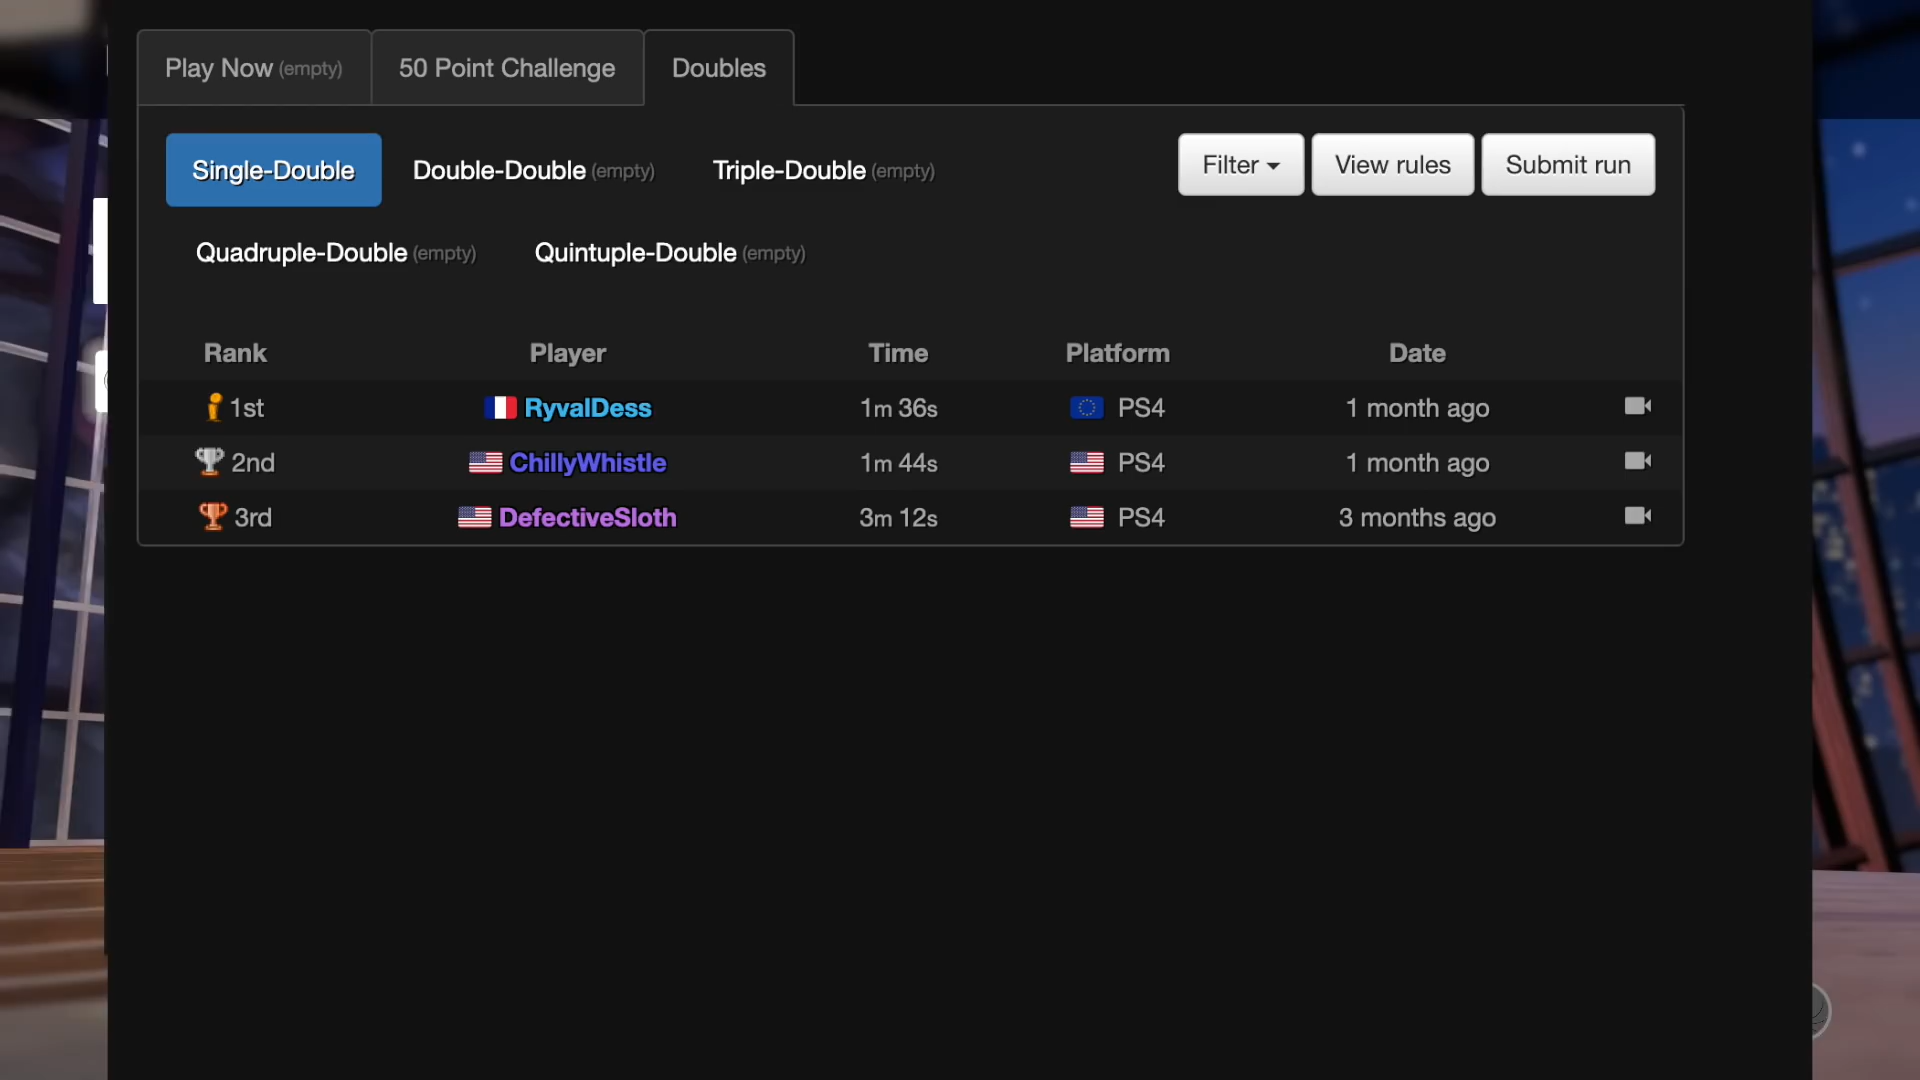 Play Now (empty) 50 Point Challenge Doubles
Single-Double Double-Double (empty) Triple-Double (empty) Filter View rules Submit run
Quadruple-Double (empty) Quintuple-Double (empty)
Rank Player Time Platform Date
1st RyvalDess 1m 36s PS4 1 month ago
2nd ChillyWhistle 1m 44s PS4 1 month ago
3rd DefectiveSloth 3m 12s PS4 3 months ago